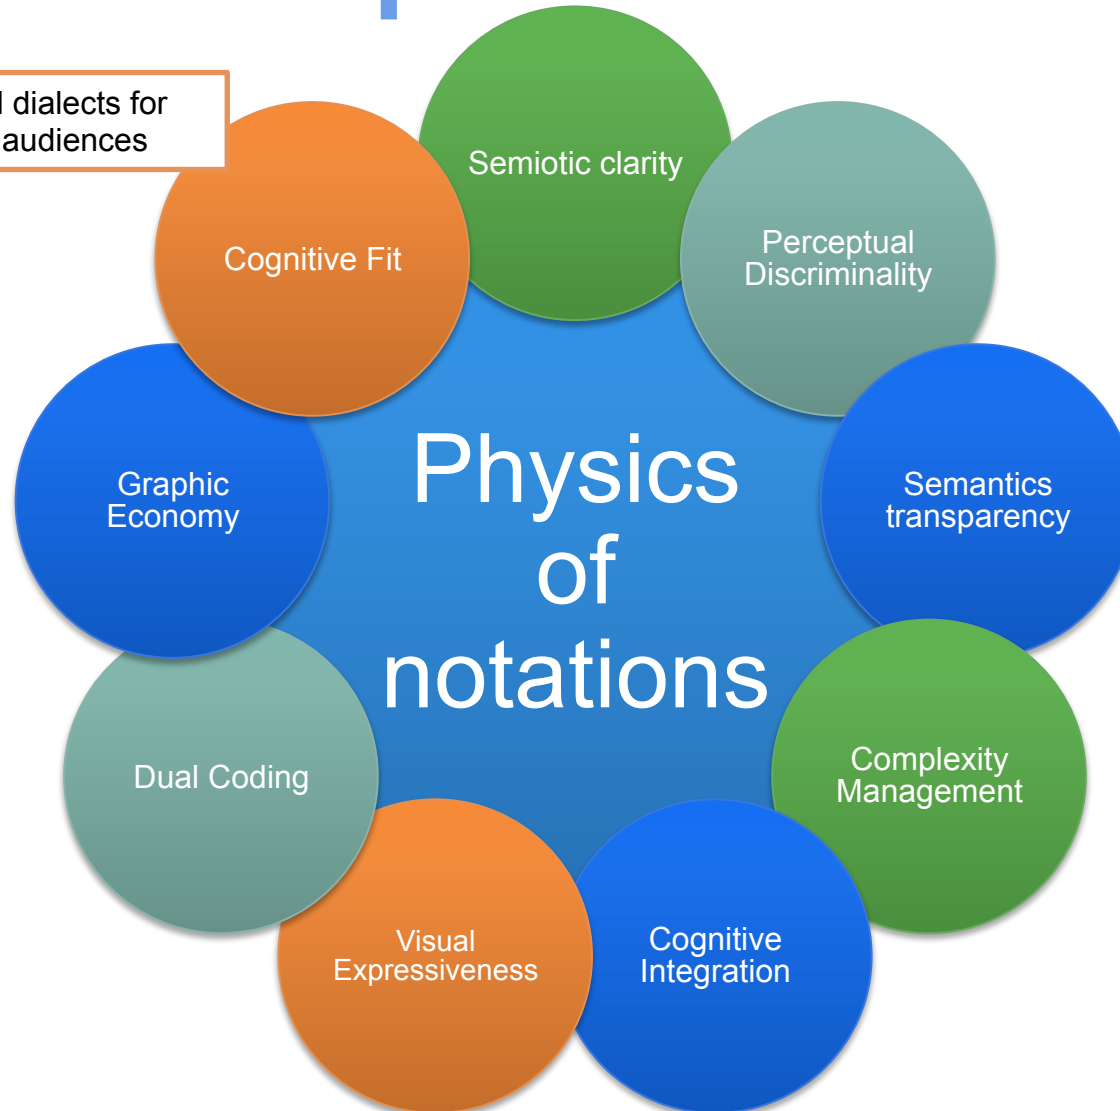 dialects for
audiences
Semiotic clarity
Perceptual
Discriminality
Semantics
transparency
Complexity
Management
Cognitive
Integration
Visual
Expressiveness
Dual Coding
Graphic
Economy
Cognitive Fit
Physics
of
notations